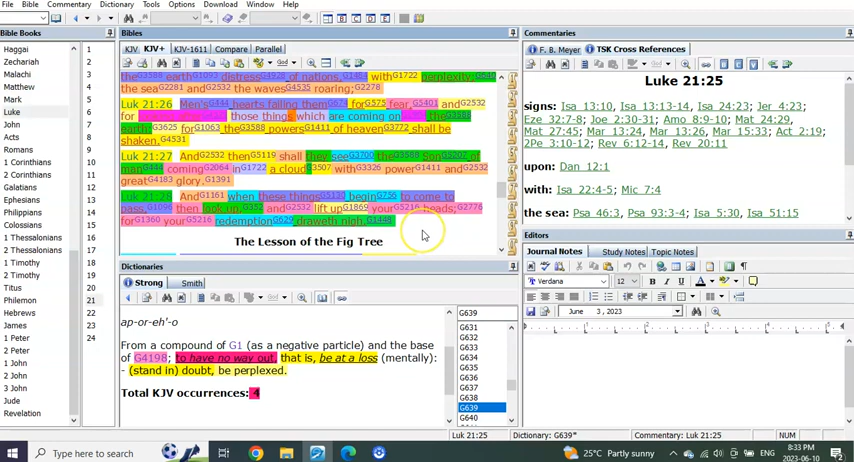 File Bible Commentary Dictionary Tools Options Download Window Help
B C D E
Bible Books
Haggai
Zechariah
Malachi
Matthew
Mark
Luke
John
Acts
Romans
1 Corinthians
2 Corinthians
Galatians
Ephesians
Philippians
Colossians
1 Thessalonians
2 Thessalonians
1 Timothy
2 Timothy
Titus
Philemon
Hebrews
James
1 Peter
2 Peter
1 John
2 John
3 John
Jude
Revelation
1
2
3
4
5
6
7
8
9
10
11
12
13
14
15
16
17
18
19
20
21
22
23
24
Bibles
KJV KJV+ KJV-1611 Compare Parallel
the G3588 earth G1093 distress G4928 of nations, G1484 with G1722 perplexity; G640
the sea G2281 and G2532 the waves G4535 roaring; G2278
Luk 21:26 Men's G444 hearts failing them G674 for G575 fear, G5401 and G2532
for those things which are coming on the G3588
earth: G3625 for G1063 the G3588 powers G1411 of heaven G3772 shall be
shaken. G4531
Luk 21:27 And G2532 then G5119 shall they see G3700 the G3588 Son G5207 of
man G444 coming G2064 in G1722 a cloud G3507 with G3326 power G1411 and G2532
great G4183 glory. G1391
Luk 21:28 And G1161 when these things G5130 begin G756 to come to
pass, G1096 then look up, G352 and G2532 lift up G1869 your G5216 heads; G2776
for G1360 your G5216 redemption G629 draweth nigh. G1448
The Lesson of the Fig Tree
Dictionaries
Strong Smith
ap-or-eh'-o
From a compound of G1 (as a negative particle) and the base
of G4198; to have no way out, that is, be at a loss (mentally):
- (stand in) doubt, be perplexed.
Total KJV occurrences: 4
G639
G631
G632
G633
G634
G635
G636
G637
G638
G639
G640
Commentaries
F. B. Meyer TSK Cross References
Luke 21:25
signs: Isa 13:10, Isa 13:13-14, Isa 24:23; Jer 4:23;
Eze 32:7-8; Joe 2:30-31; Amo 8:9-10; Mat 24:29,
Mat 27:45; Mar 13:24, Mar 13:26, Mar 15:33; Act 2:19;
2Pe 3:10-12; Rev 6:12-14, Rev 20:11
upon: Dan 12:1
with: Isa 22:4-5; Mic 7:4
the sea: Psa 46:3, Psa 93:3-4; Isa 5:30, Isa 51:15
Editors
Journal Notes Study Notes Topic Notes
Verdana 12 B I U A
June 3, 2023
1 2 3 4 5
Luk 21:25 Dictionary: G639* Commentary: Luk 21:25 NUM
Type here to search
25°C Partly sunny
ENG
8:33 PM
2023-06-10
2